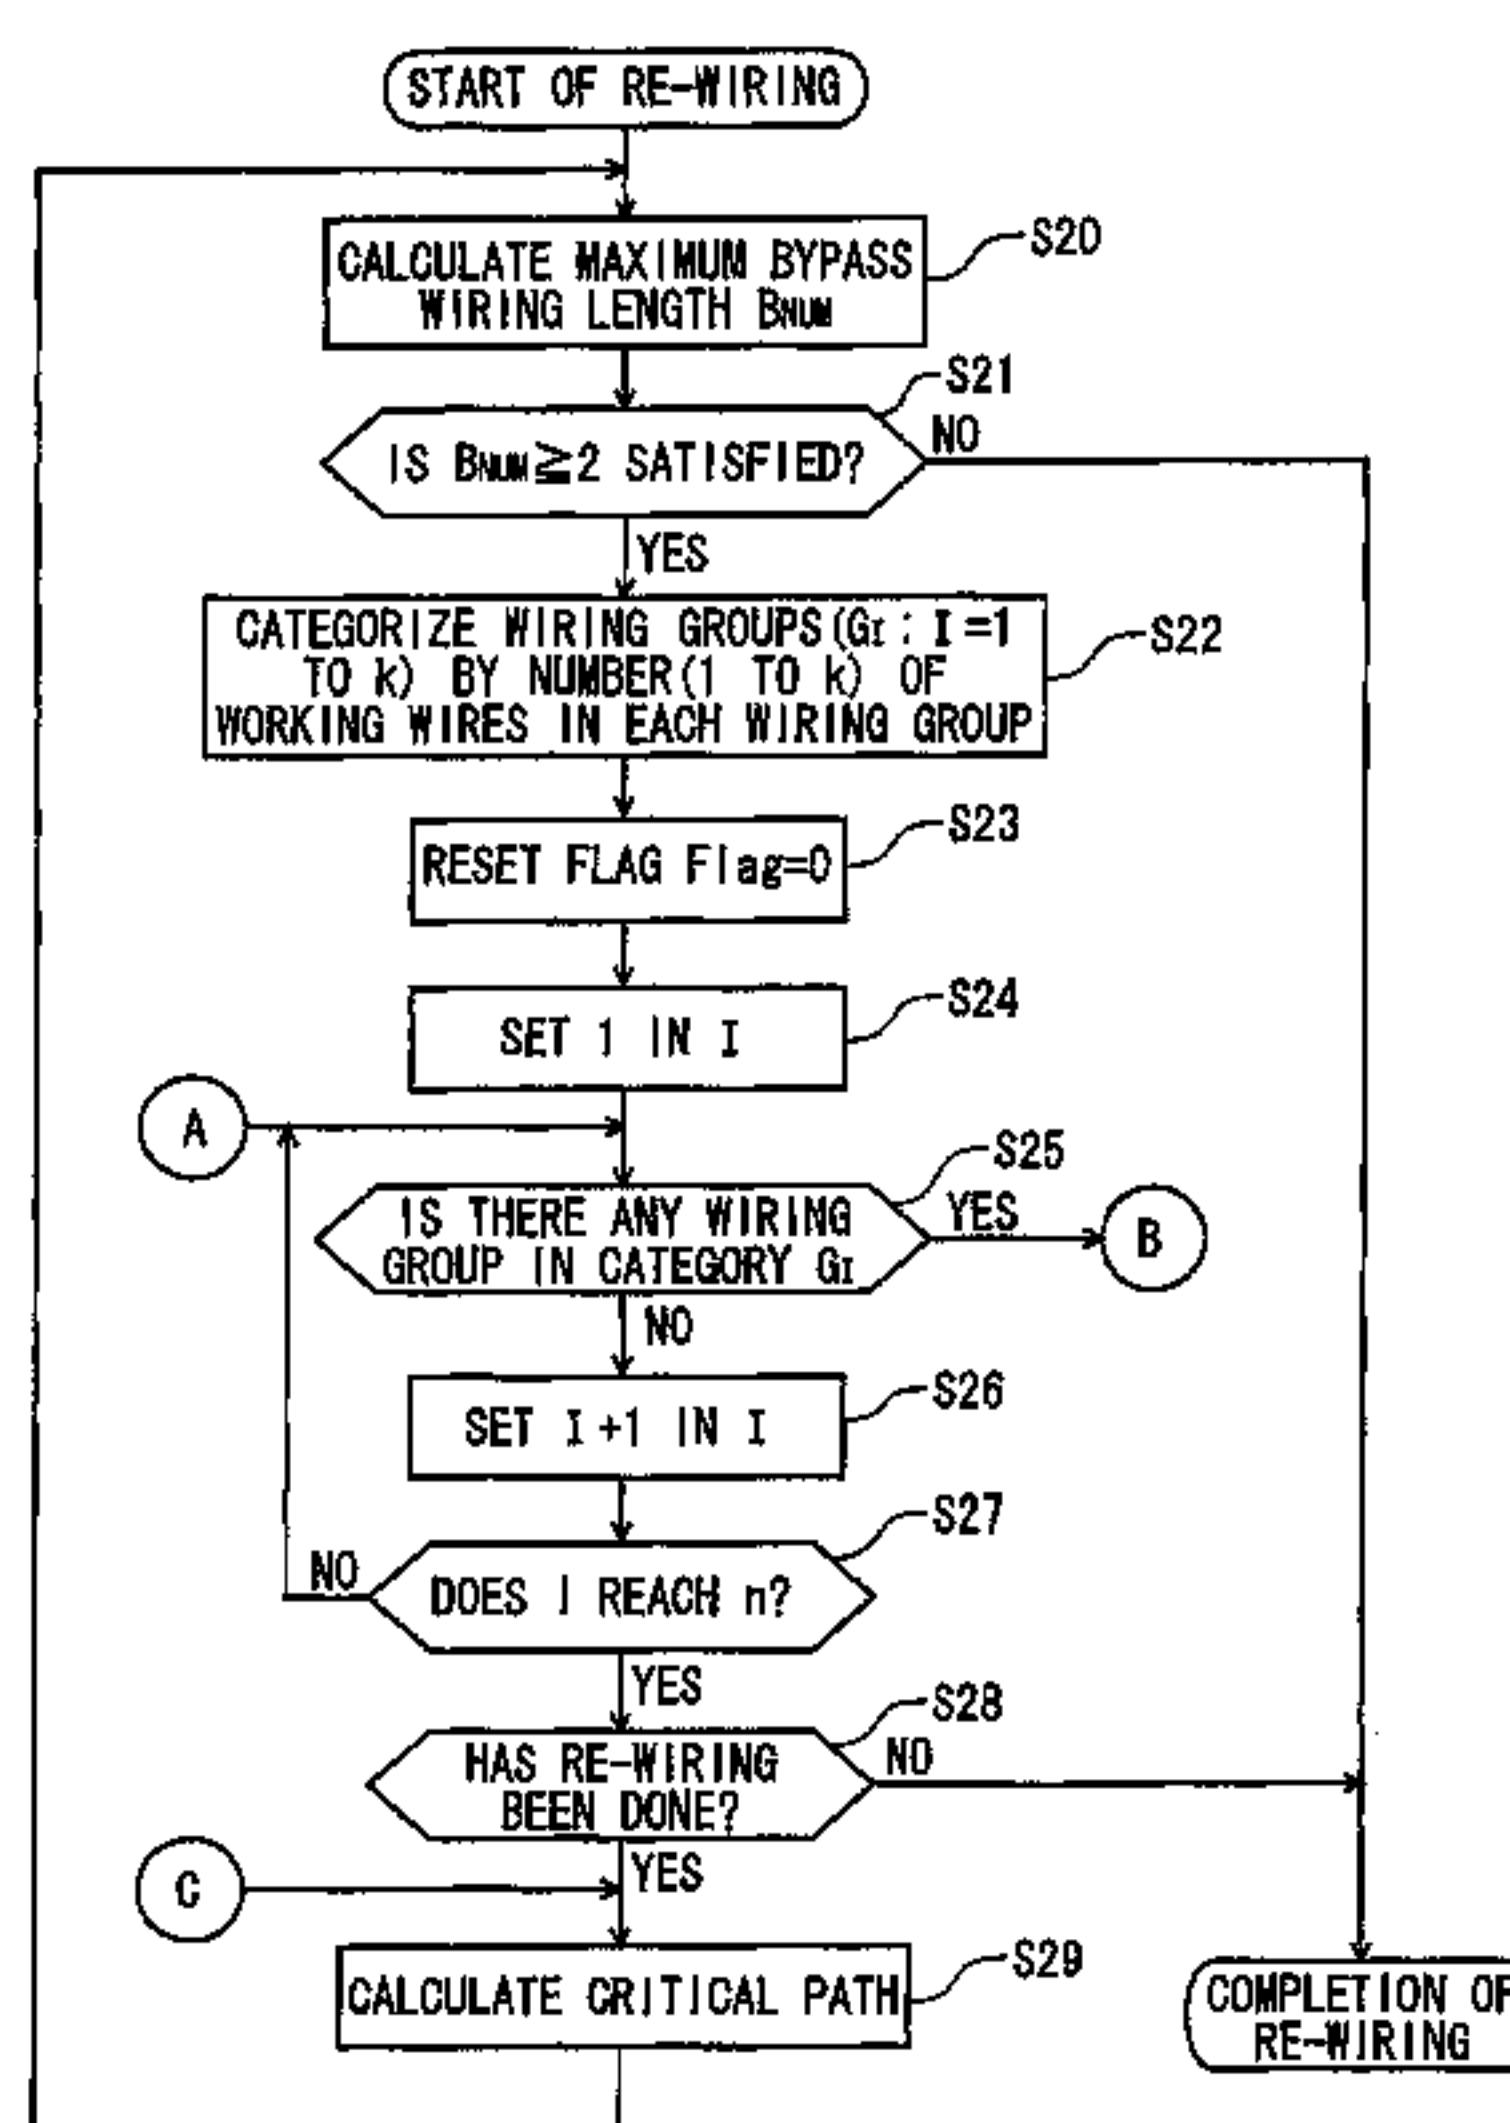 START OF RE-WIRING
S20
CALCULATE MAXIMUM BYPASS
WIRING LENGTH BNUM
S21
IS BNUM≧2 SATISFIED?
NO
YES
CATEGORIZE WIRING GROUPS(GI:I=1
TO k) BY NUMBER(1 TO k) OF
WORKING WIRES IN EACH WIRING GROUP
S22
RESET FLAG Flag=0
S23
SET 1 IN I
S24
A
S25
IS THERE ANY WIRING
GROUP IN CATEGORY GI
YES
B
NO
SET I+1 IN I
S26
S27
DOES I REACH n?
NO
YES
S28
HAS RE-WIRING
BEEN DONE?
NO
YES
C
CALCULATE CRITICAL PATH
S29
COMPLETION OF
RE-WIRING